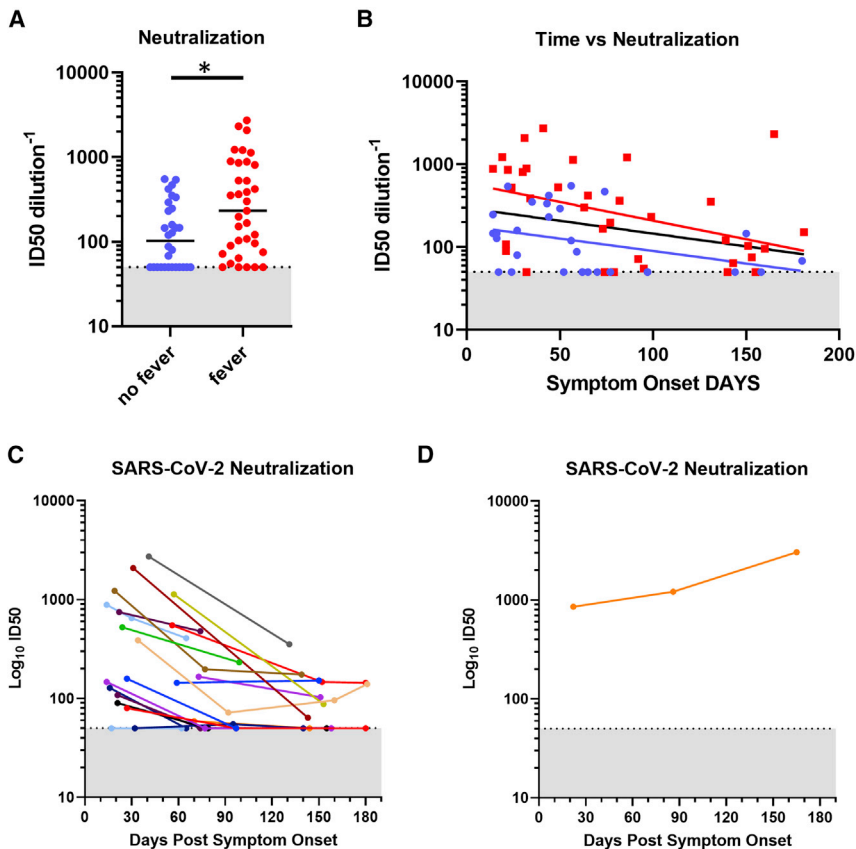 A
Neutralization
*
10000
1000
100
10
ID50 dilution-1
no fever
fever
B
Time vs Neutralization
10000
1000
100
10
ID50 dilution-1
0
50
100
150
200
Symptom Onset DAYS
C
SARS-CoV-2 Neutralization
10000
1000
100
10
Log10 ID50
0
30
60
90
120
150
180
Days Post Symptom Onset
D
SARS-CoV-2 Neutralization
10000
1000
100
10
Log10 ID50
0
30
60
90
120
150
180
Days Post Symptom Onset